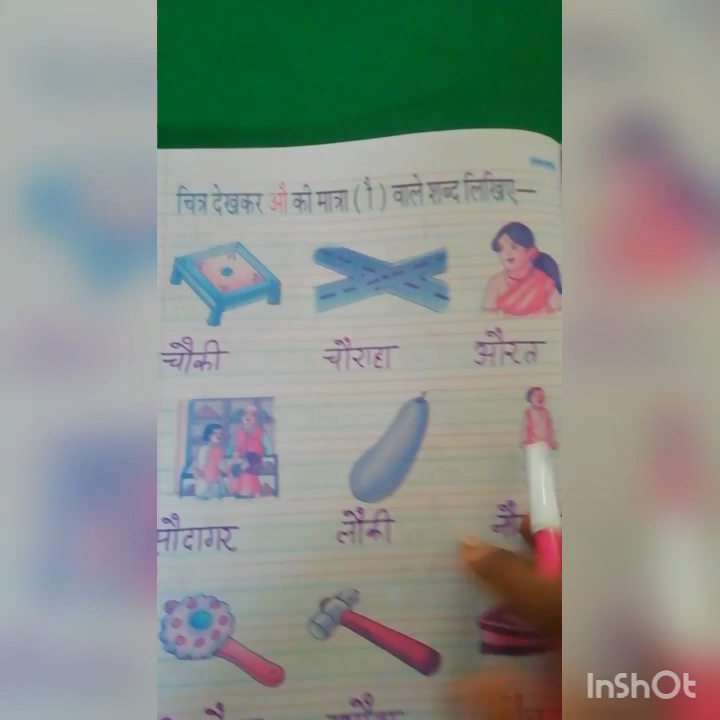 चित्र देखकर औ की मात्रा ( ौ ) वाले शब्द लिखिए—
चौकी चौराहा औरत
सौदागर लौकी
InShOt